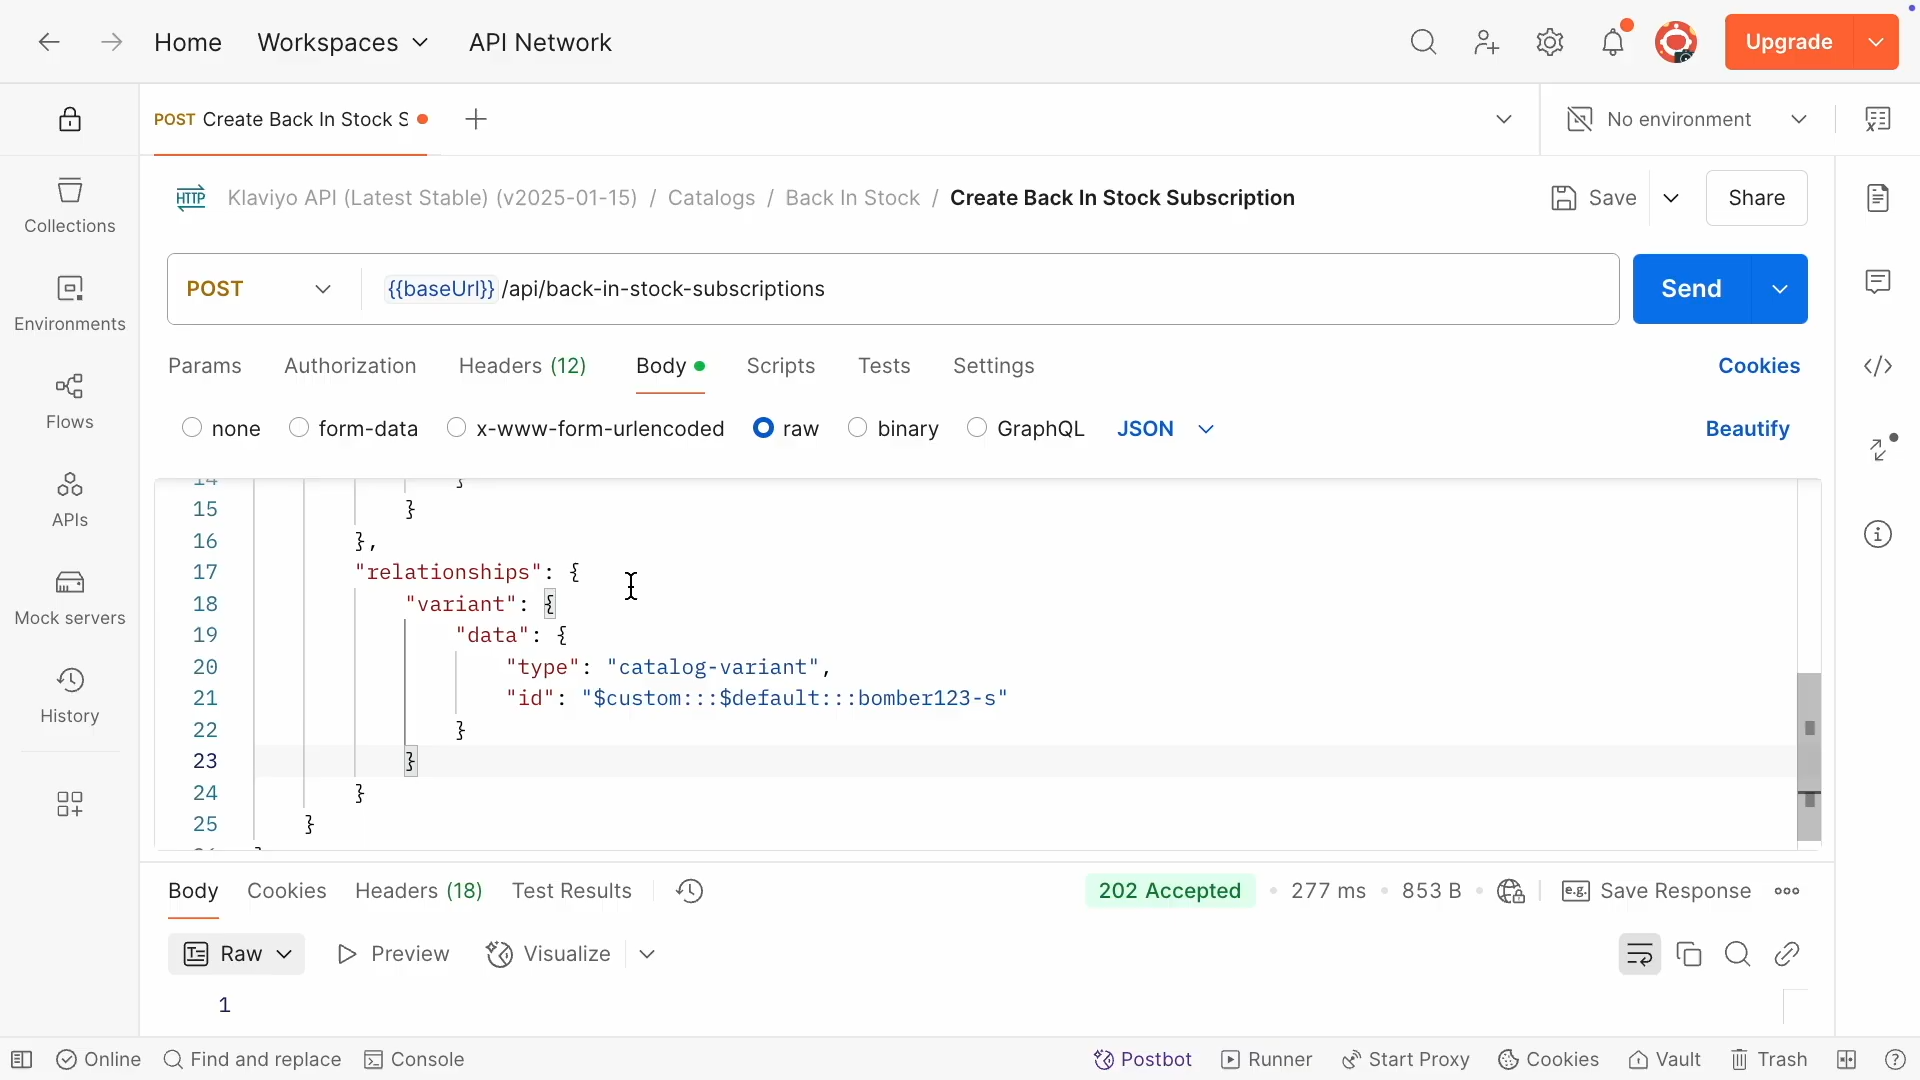 Home Workspaces API Network Upgrade
POST Create Back In Stock S No environment
HTTP Klaviyo API (Latest Stable) (v2025-01-15) / Catalogs / Back In Stock / Create Back In Stock Subscription Save Share
Collections
POST {{baseUrl}} /api/back-in-stock-subscriptions Send
Environments
Params Authorization Headers (12) Body Scripts Tests Settings Cookies
Flows
none form-data x-www-form-urlencoded raw binary GraphQL JSON Beautify
APIs
Mock servers
History
14 }
15 }
16 },
17 "relationships": {
18 "variant": {
19 "data": {
20 "type": "catalog-variant",
21 "id": "$custom:::$default:::bomber123-s"
22 }
23 }
24 }
25 }
Body Cookies Headers (18) Test Results 202 Accepted 277 ms 853 B e.g. Save Response
Raw Preview Visualize
1
Online Find and replace Console Postbot Runner Start Proxy Cookies Vault Trash